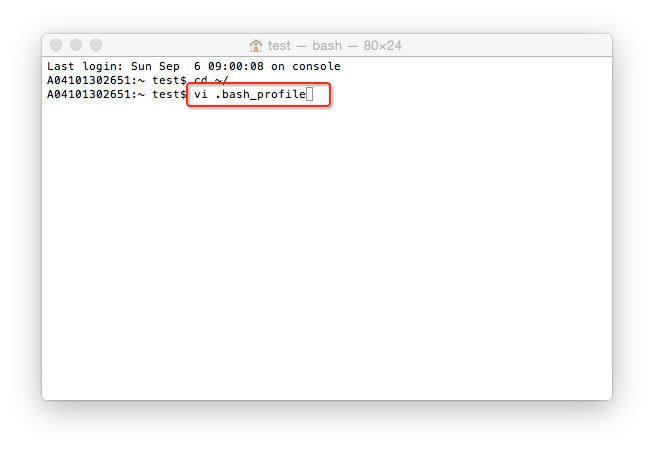 test — bash — 80×24
Last login: Sun Sep  6 09:00:08 on console
A04101302651:~ test$ cd ~/
A04101302651:~ test$ vi .bash_profile